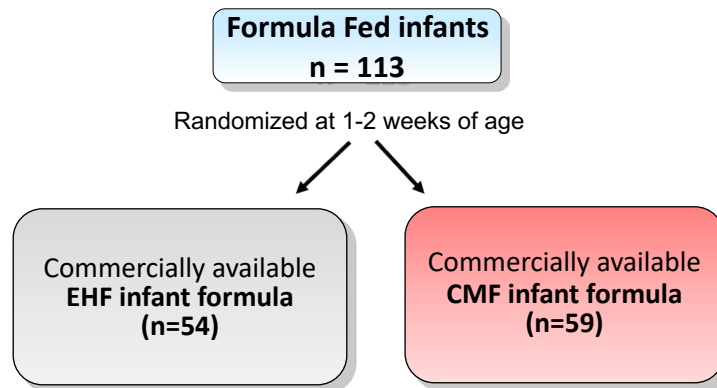 Formula Fed infants
n = 113
Randomized at 1-2 weeks of age
Commercially available
EHF infant formula
(n=54)
Commercially available
CMF infant formula
(n=59)